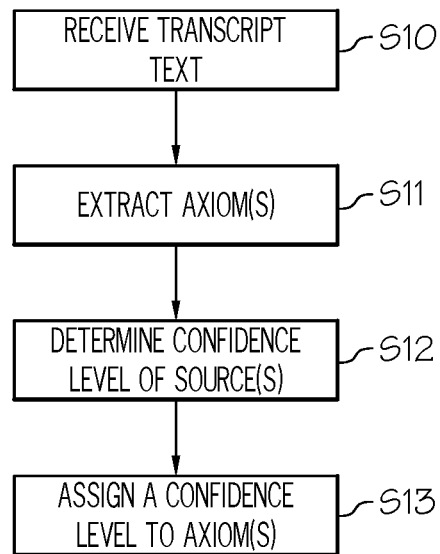 RECEIVE TRANSCRIPT
TEXT
S10
EXTRACT AXIOM(S)
S11
DETERMINE CONFIDENCE
LEVEL OF SOURCE(S)
S12
ASSIGN A CONFIDENCE
LEVEL TO AXIOM(S)
S13